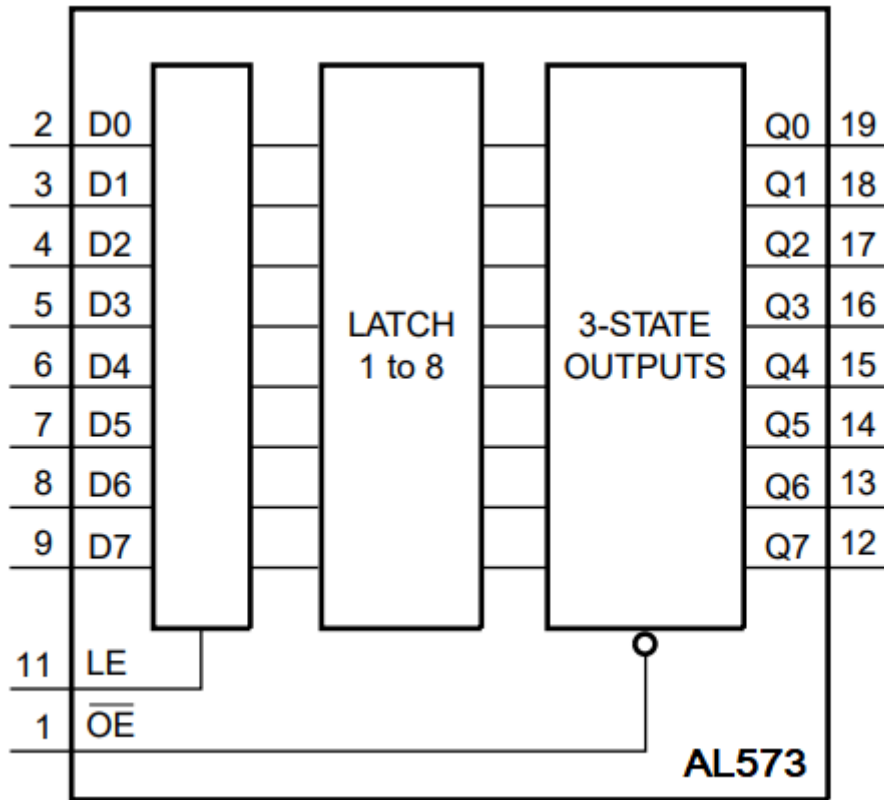 2 D0 Q0 19
3 D1 Q1 18
4 D2 Q2 17
5 D3 Q3 16
LATCH 3-STATE
6 D4 Q4 15
1 to 8 OUTPUTS
7 D5 Q5 14
8 D6 Q6 13
9 D7 Q7 12
11 LE
1 O̅E̅
AL573